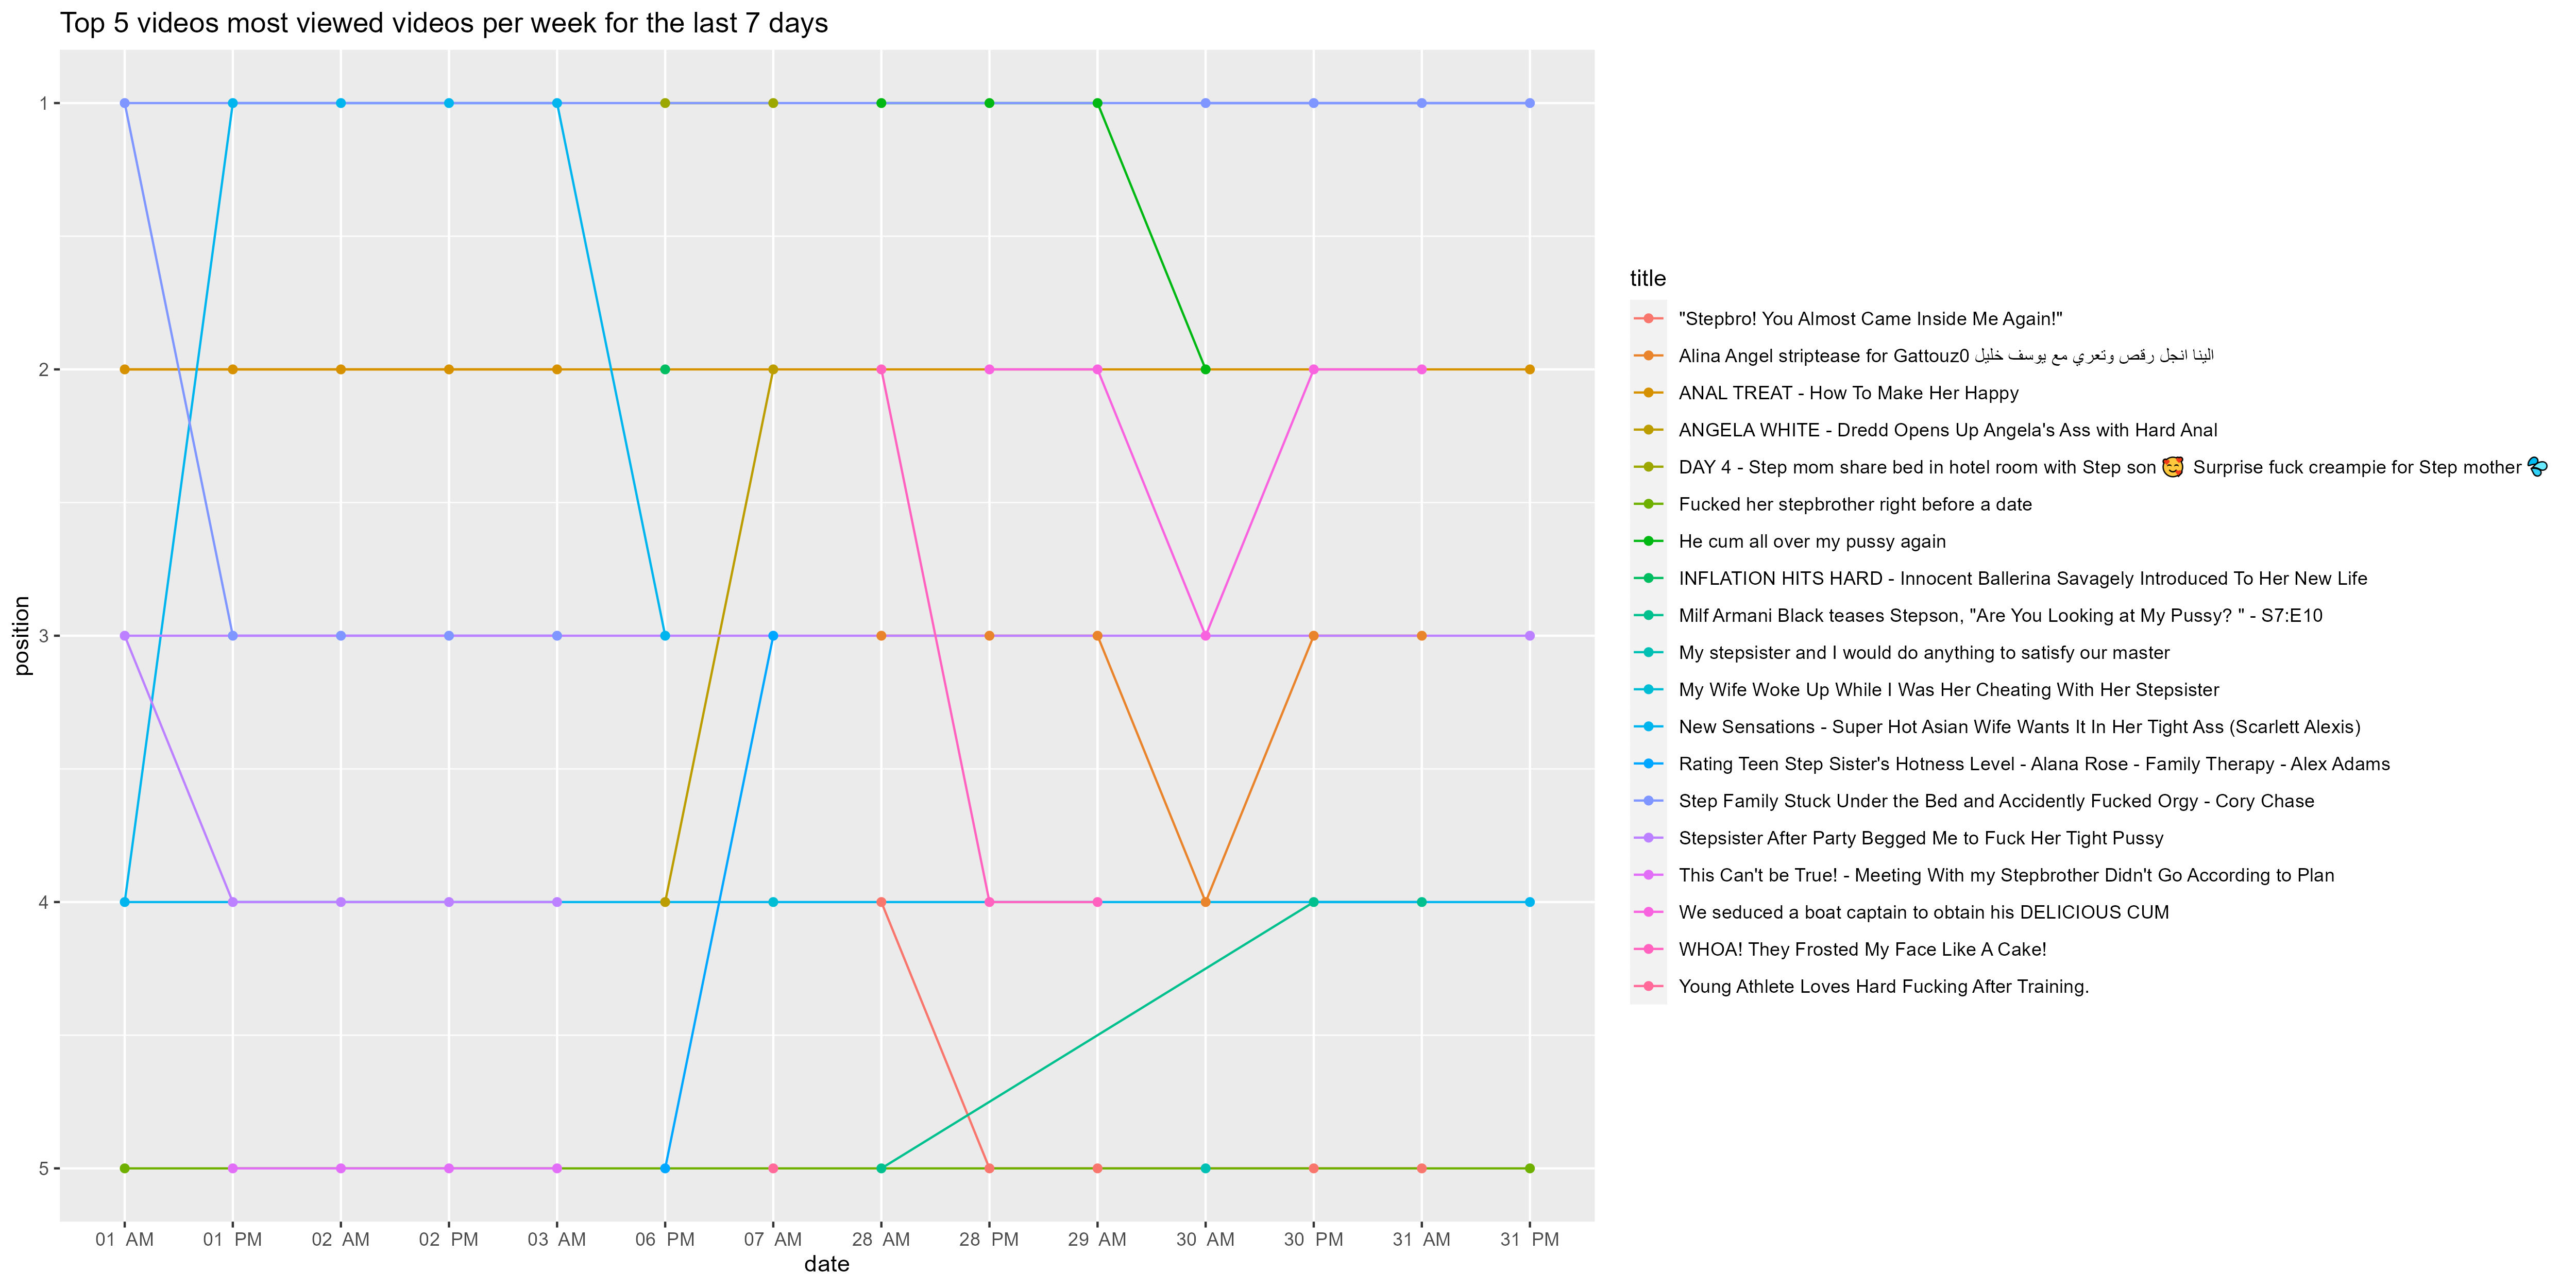 Top 5 videos most viewed videos per week for the last 7 days
1
2
3
4
5
position
01 AM 01 PM 02 AM 02 PM 03 AM 06 PM 07 AM 28 AM 28 PM 29 AM 30 AM 30 PM 31 AM 31 PM
date
title
"Stepbro! You Almost Came Inside Me Again!"
Alina Angel striptease for Gattouz0 الينا انجل رقص وتعري مع يوسف خليل
ANAL TREAT - How To Make Her Happy
ANGELA WHITE - Dredd Opens Up Angela's Ass with Hard Anal
DAY 4 - Step mom share bed in hotel room with Step son 🥰 Surprise fuck creampie for Step mother 💦
Fucked her stepbrother right before a date
He cum all over my pussy again
INFLATION HITS HARD - Innocent Ballerina Savagely Introduced To Her New Life
Milf Armani Black teases Stepson, "Are You Looking at My Pussy? " - S7:E10
My stepsister and I would do anything to satisfy our master
My Wife Woke Up While I Was Her Cheating With Her Stepsister
New Sensations - Super Hot Asian Wife Wants It In Her Tight Ass (Scarlett Alexis)
Rating Teen Step Sister's Hotness Level - Alana Rose - Family Therapy - Alex Adams
Step Family Stuck Under the Bed and Accidently Fucked Orgy - Cory Chase
Stepsister After Party Begged Me to Fuck Her Tight Pussy
This Can't be True! - Meeting With my Stepbrother Didn't Go According to Plan
We seduced a boat captain to obtain his DELICIOUS CUM
WHOA! They Frosted My Face Like A Cake!
Young Athlete Loves Hard Fucking After Training.